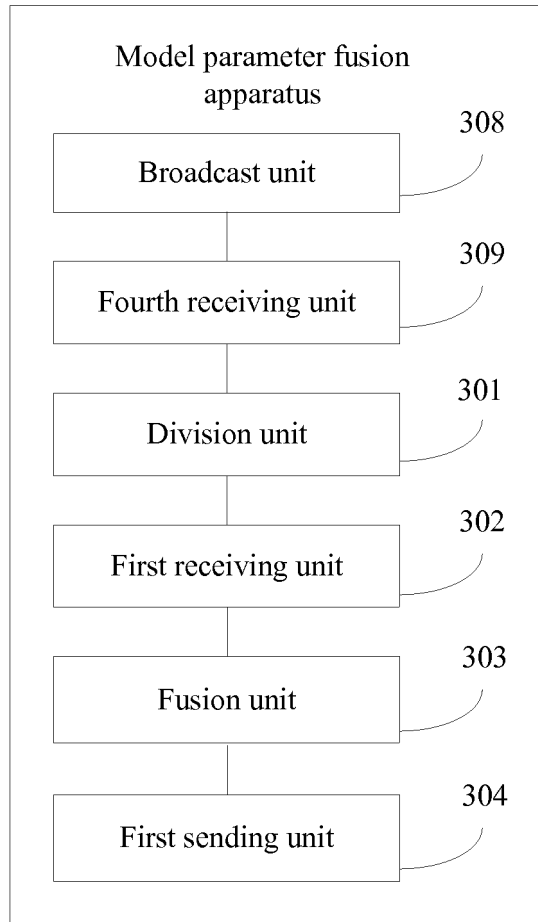 Model parameter fusion
apparatus
308
Broadcast unit
309
Fourth receiving unit
301
Division unit
302
First receiving unit
303
Fusion unit
304
First sending unit